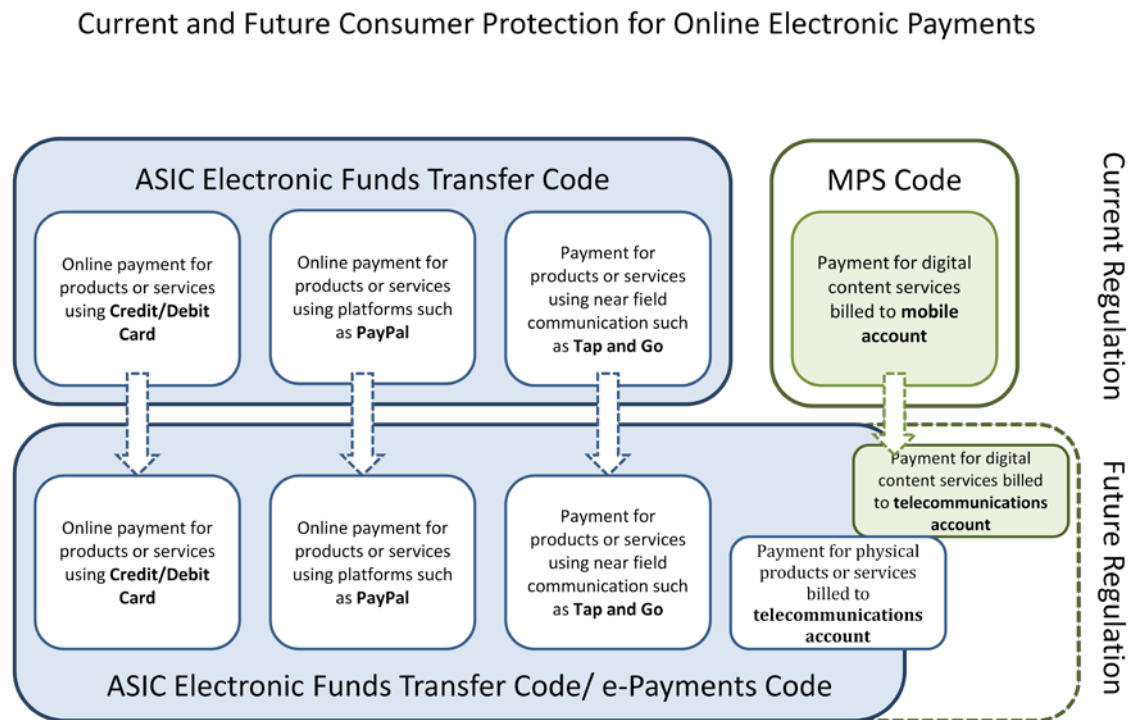 Current and Future Consumer Protection for Online Electronic Payments
ASIC Electronic Funds Transfer Code
Online payment for
products or services
using Credit/Debit
Card
Online payment for
products or services
using platforms such
as PayPal
Payment for
products or services
using near field
communication such
as Tap and Go
MPS Code
Payment for digital
content services
billed to mobile
account
Current Regulation
Online payment for
products or services
using Credit/Debit
Card
Online payment for
products or services
using platforms such
as PayPal
Payment for
products or services
using near field
communication such
as Tap and Go
Payment for digital
content services billed
to telecommunications
account
Payment for physical
products or services
billed to
telecommunications
account
ASIC Electronic Funds Transfer Code/ e-Payments Code
Future Regulation